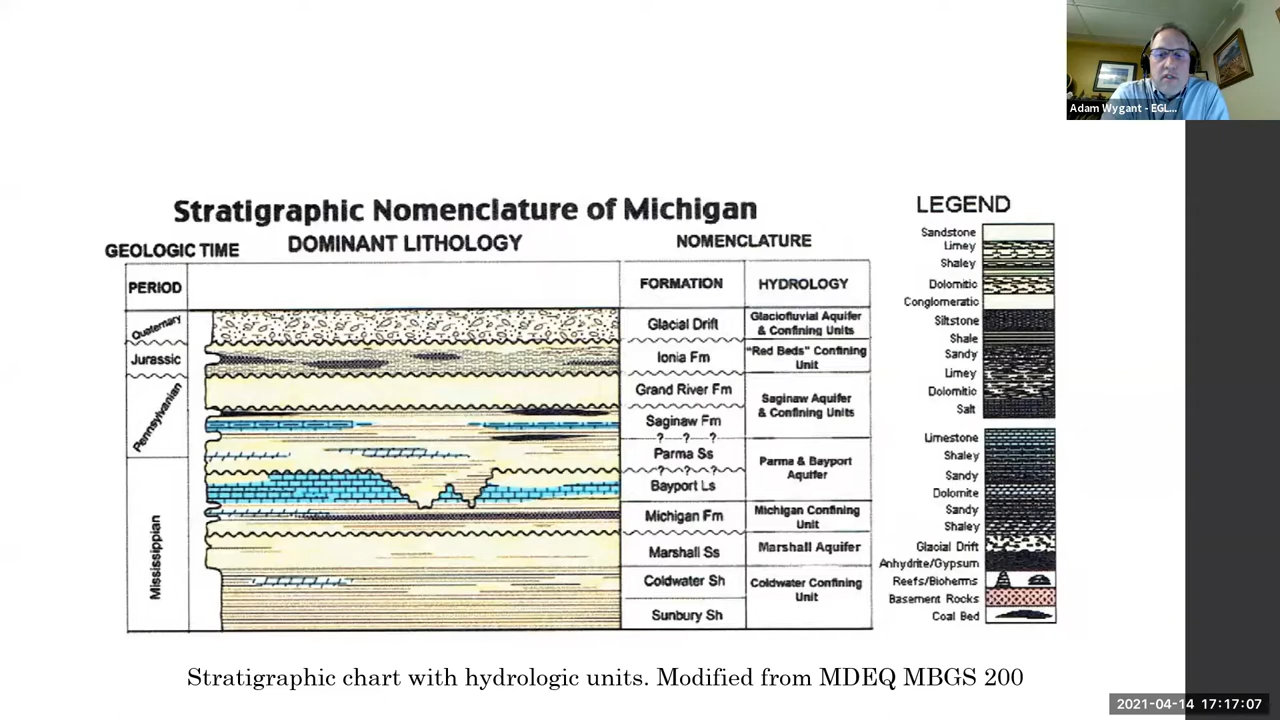 Adam Wygant - EGL...
Stratigraphic Nomenclature of Michigan
GEOLOGIC TIME
DOMINANT LITHOLOGY
NOMENCLATURE
PERIOD
FORMATION
HYDROLOGY
Quaternary
Glacial Drift
Glaciofluvial Aquifer
& Confining Units
Jurassic
Ionia Fm
"Red Beds" Confining
Unit
Pennsylvanian
Grand River Fm
Saginaw Aquifer
& Confining Units
Saginaw Fm
? ? ?
Parma Ss
? ? ?
Parma & Bayport
Aquifer
Mississippian
Bayport Ls
Michigan Fm
Michigan Confining
Unit
Marshall Ss
Marshall Aquifer
Coldwater Sh
Coldwater Confining
Unit
Sunbury Sh
LEGEND
Sandstone
Limey
Shaley
Dolomitic
Conglomeratic
Siltstone
Shale
Sandy
Limey
Dolomitic
Salt
Limestone
Shaley
Sandy
Dolomite
Sandy
Shaley
Glacial Drift
Anhydrite/Gypsum
Reefs/Bioherms
Basement Rocks
Coal Bed
Stratigraphic chart with hydrologic units. Modified from MDEQ MBGS 200
2021-04-14 17:17:07